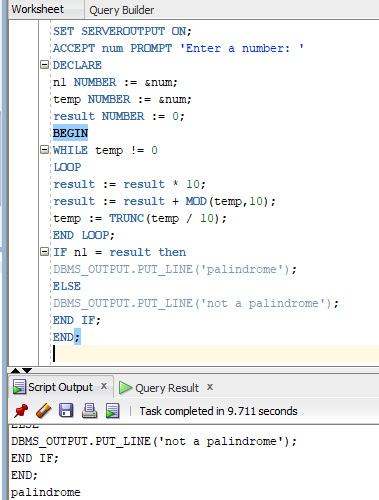 Worksheet Query Builder
SET SERVEROUTPUT ON;
ACCEPT num PROMPT 'Enter a number: '
DECLARE
n1 NUMBER := &num;
temp NUMBER := &num;
result NUMBER := 0;
BEGIN
WHILE temp != 0
LOOP
result := result * 10;
result := result + MOD(temp,10);
temp := TRUNC(temp / 10);
END LOOP;
IF n1 = result then
DBMS_OUTPUT.PUT_LINE('palindrome');
ELSE
DBMS_OUTPUT.PUT_LINE('not a palindrome');
END IF;
END;
Script Output x Query Result x
Task completed in 9.711 seconds
ELSE
DBMS_OUTPUT.PUT_LINE('not a palindrome');
END IF;
END;
palindrome